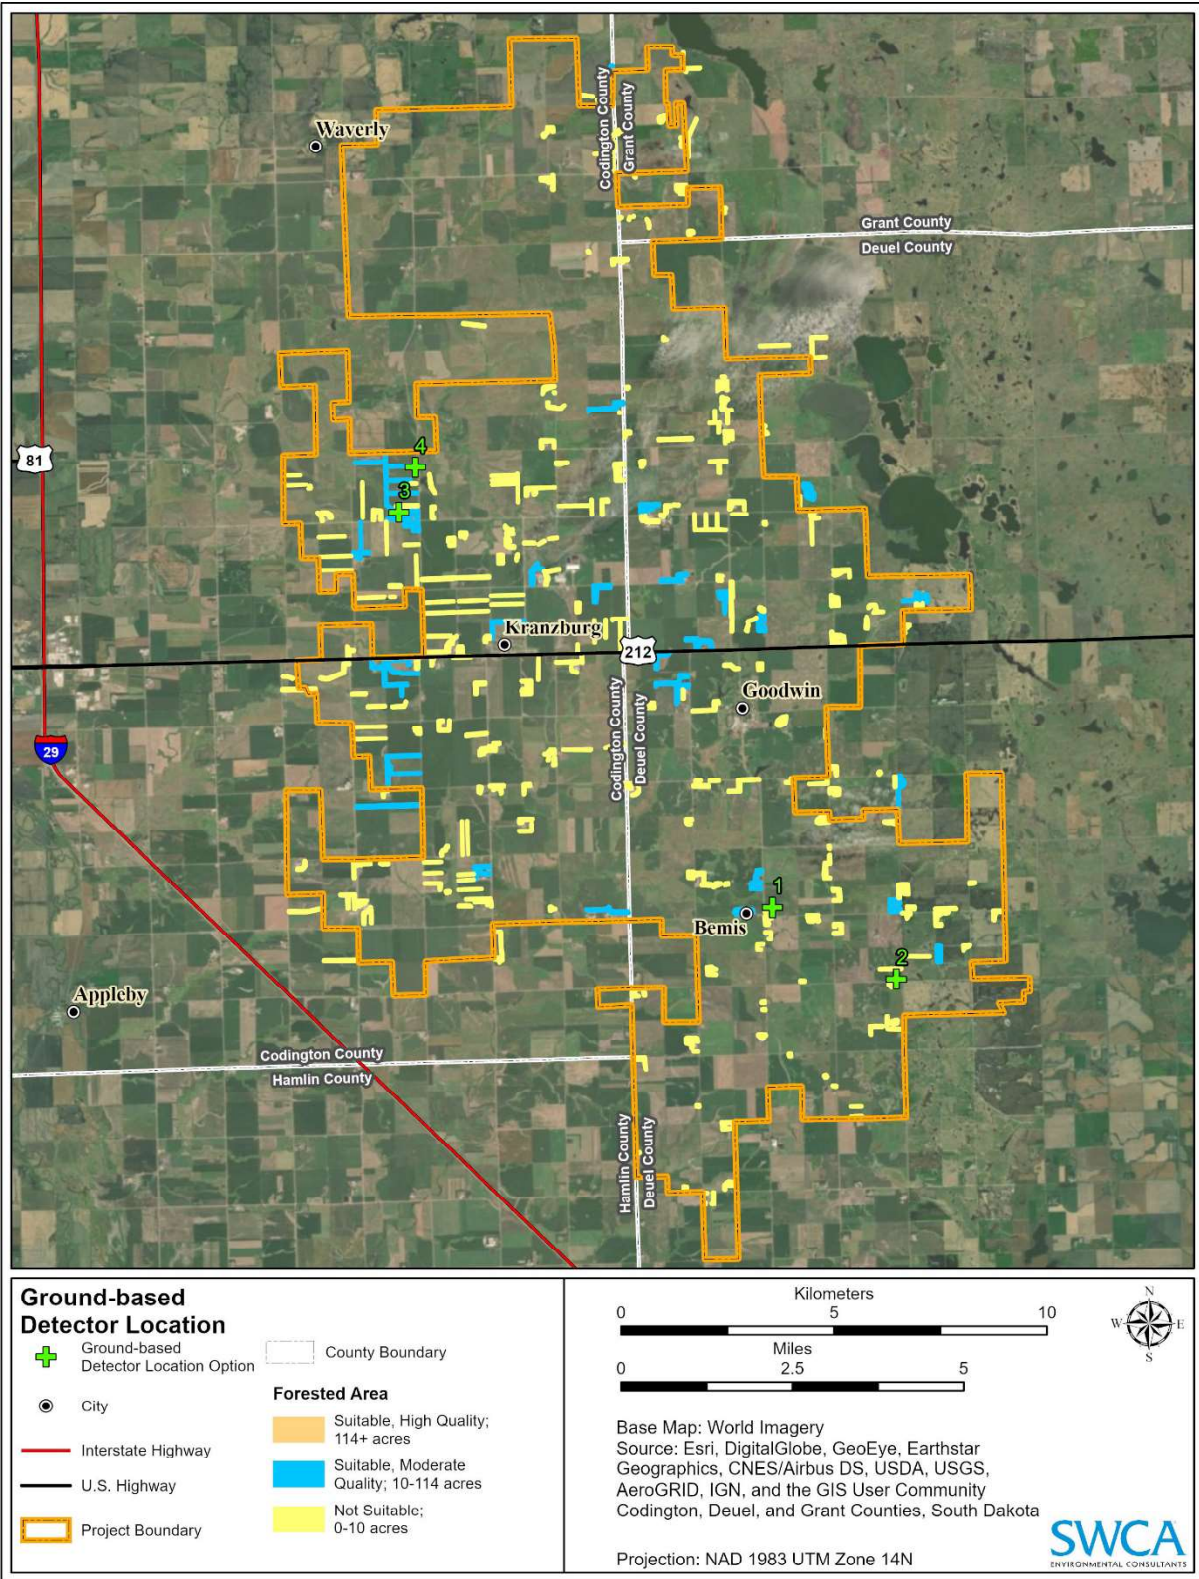 Waverly
Codington County
Grant County
Grant County
Deuel County
81
4
3
Kranzburg
212
Goodwin
29
Codington County
Deuel County
1
Bemis
2
Appleby
Codington County
Hamlin County
Hamlin County
Deuel County
Ground-based
Detector Location
Ground-based
Detector Location Option
City
Interstate Highway
U.S. Highway
Project Boundary
County Boundary
Forested Area
Suitable, High Quality;
114+ acres
Suitable, Moderate
Quality; 10-114 acres
Not Suitable;
0-10 acres
Kilometers
0 5 10
Miles
0 2.5 5
N
W E
S
Base Map: World Imagery
Source: Esri, DigitalGlobe, GeoEye, Earthstar
Geographics, CNES/Airbus DS, USDA, USGS,
AeroGRID, IGN, and the GIS User Community
Codington, Deuel, and Grant Counties, South Dakota
Projection: NAD 1983 UTM Zone 14N
SWCA
ENVIRONMENTAL CONSULTANTS